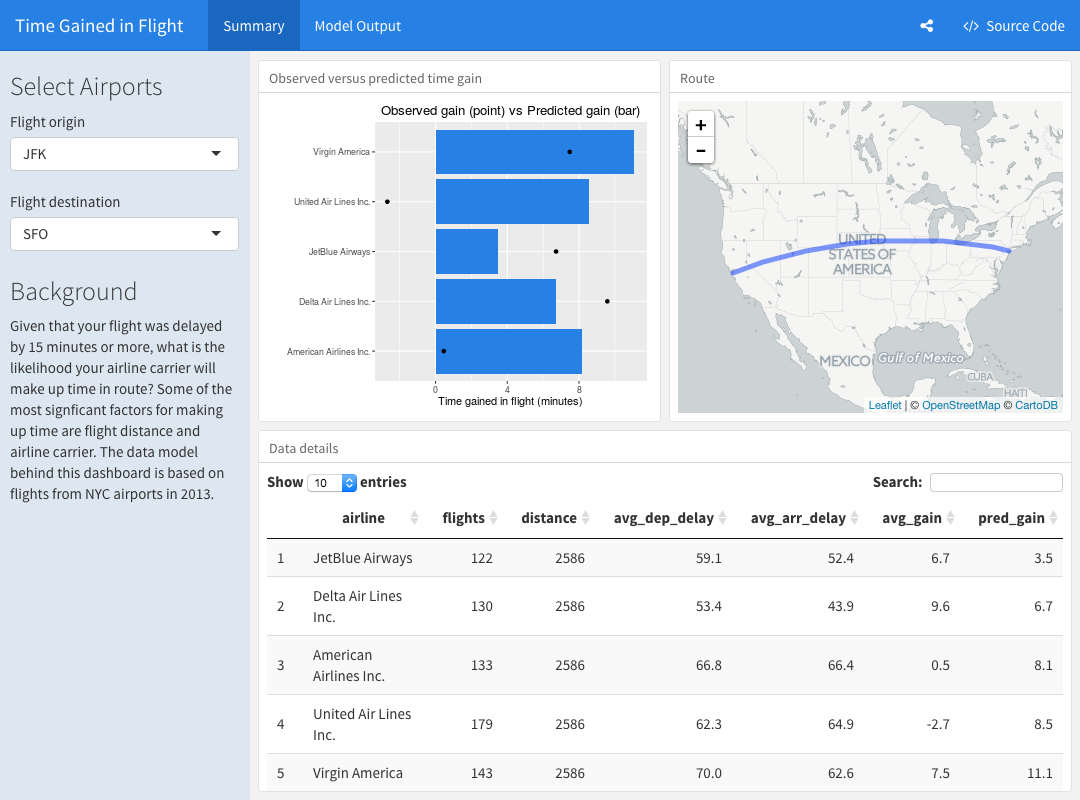 Time Gained in Flight
Summary
Model Output
Source Code
Select Airports
Flight origin
JFK
Flight destination
SFO
Background
Given that your flight was delayed
by 15 minutes or more, what is the
likelihood your airline carrier will
make up time in route? Some of the
most signficant factors for making
up time are flight distance and
airline carrier. The data model
behind this dashboard is based on
flights from NYC airports in 2013.
Observed versus predicted time gain
Observed gain (point) vs Predicted gain (bar)
Virgin America
United Air Lines Inc.
JetBlue Airways
Delta Air Lines Inc.
American Airlines Inc.
0 4 8
Time gained in flight (minutes)
Route
+
−
UNITED
STATES OF
AMERICA
MEXICO
Gulf of Mexico
CUBA
HAITI
Leaflet | © OpenStreetMap © CartoDB
Data details
Show 10 entries
Search:
airline flights distance avg_dep_delay avg_arr_delay avg_gain pred_gain
1 JetBlue Airways 122 2586 59.1 52.4 6.7 3.5
2 Delta Air Lines
Inc. 130 2586 53.4 43.9 9.6 6.7
3 American
Airlines Inc. 133 2586 66.8 66.4 0.5 8.1
4 United Air Lines
Inc. 179 2586 62.3 64.9 -2.7 8.5
5 Virgin America 143 2586 70.0 62.6 7.5 11.1